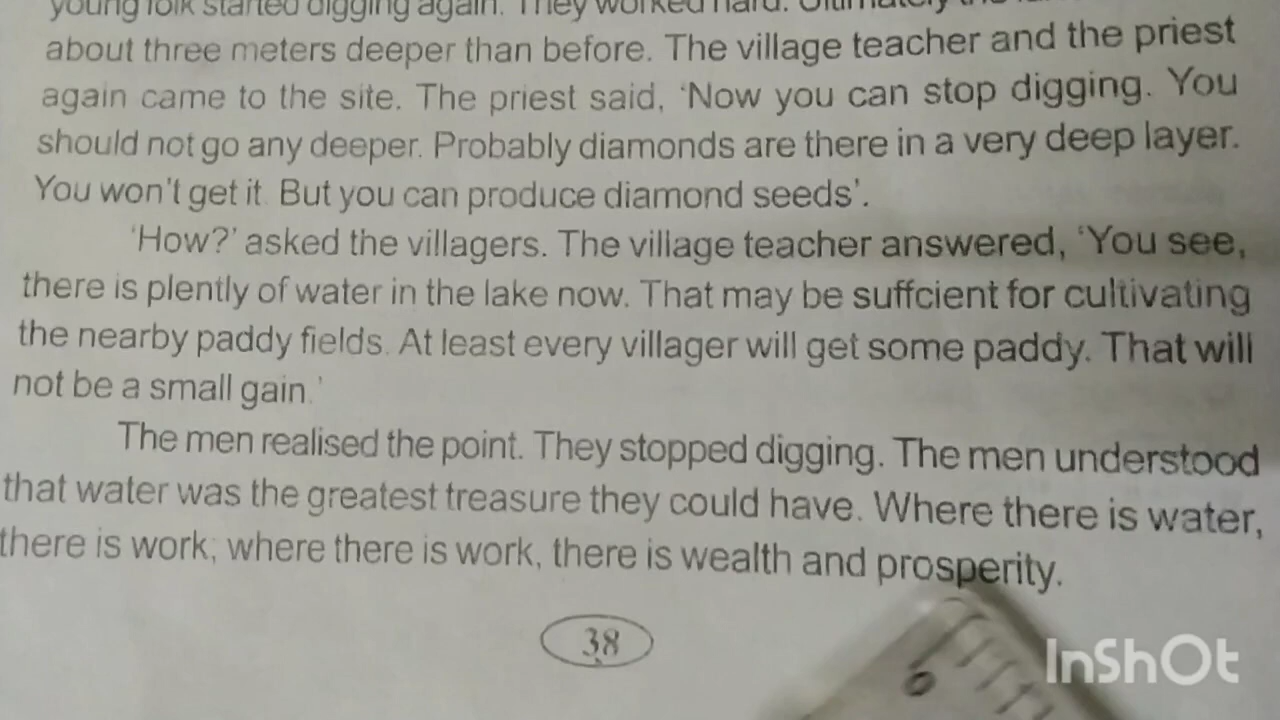 young folk started digging again. They worked hard. Ultimately the
about three meters deeper than before. The village teacher and the priest
again came to the site. The priest said, 'Now you can stop digging. You
should not go any deeper. Probably diamonds are there in a very deep layer.
You won't get it. But you can produce diamond seeds'.
'How?' asked the villagers. The village teacher answered, 'You see,
there is plently of water in the lake now. That may be suffcient for cultivating
the nearby paddy fields. At least every villager will get some paddy. That will
not be a small gain.'
The men realised the point. They stopped digging. The men understood
that water was the greatest treasure they could have. Where there is water,
there is work; where there is work, there is wealth and prosperity.
38
0
InShOt